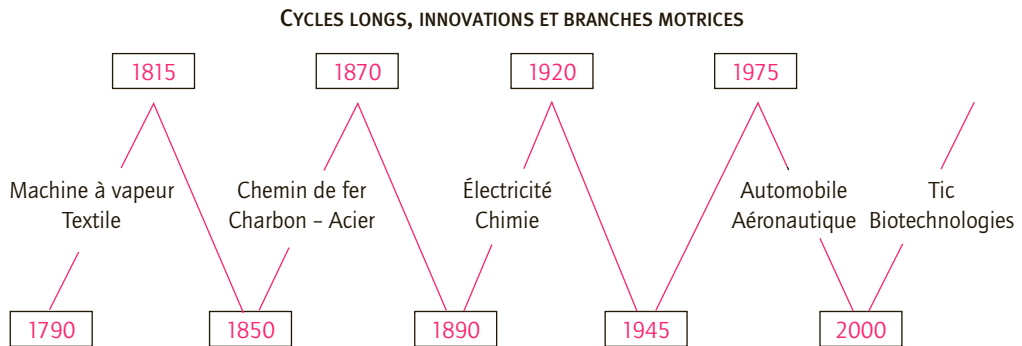 CYCLES LONGS, INNOVATIONS ET BRANCHES MOTRICES
1815 1870 1920 1975
Machine à vapeur Chemin de fer Électricité Automobile Tic
Textile Charbon – Acier Chimie Aéronautique Biotechnologies
1790 1850 1890 1945 2000